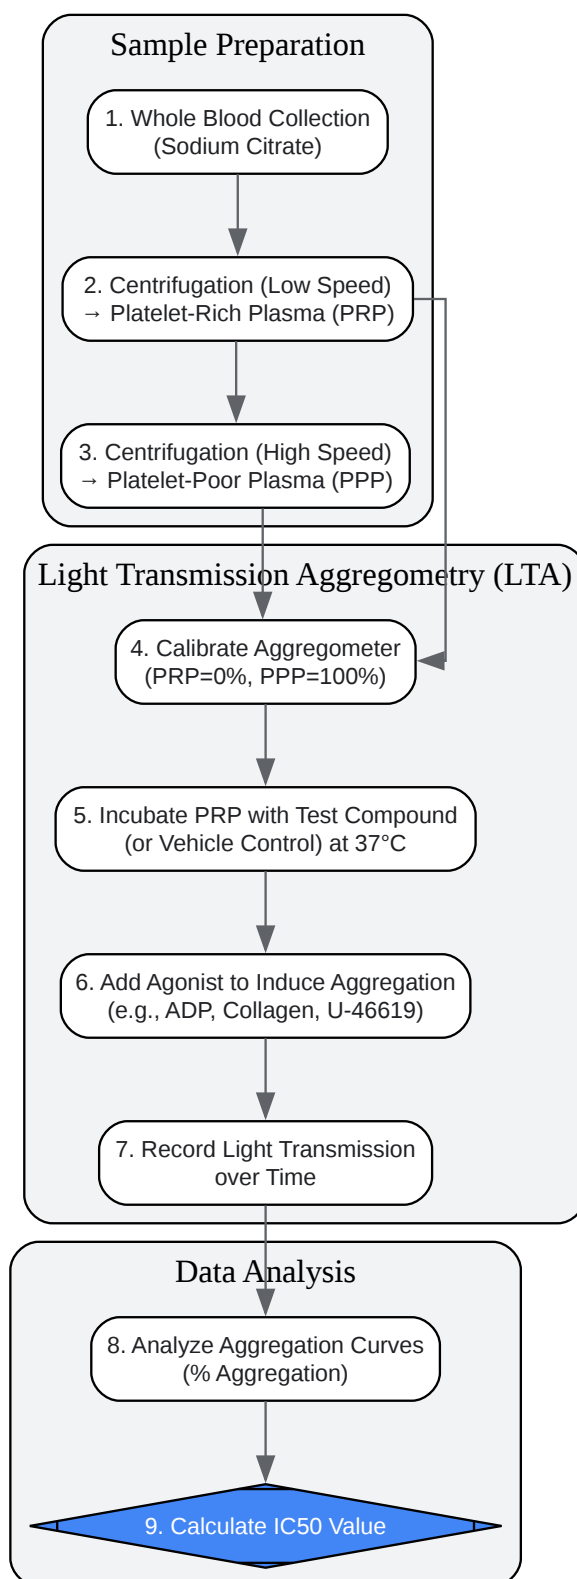 Sample Preparation
1. Whole Blood Collection
(Sodium Citrate)
2. Centrifugation (Low Speed)
→ Platelet-Rich Plasma (PRP)
3. Centrifugation (High Speed)
→ Platelet-Poor Plasma (PPP)
Light Transmission Aggregometry (LTA)
4. Calibrate Aggregometer
(PRP=0%, PPP=100%)
5. Incubate PRP with Test Compound
(or Vehicle Control) at 37°C
6. Add Agonist to Induce Aggregation
(e.g., ADP, Collagen, U-46619)
7. Record Light Transmission
over Time
Data Analysis
8. Analyze Aggregation Curves
(% Aggregation)
9. Calculate IC50 Value